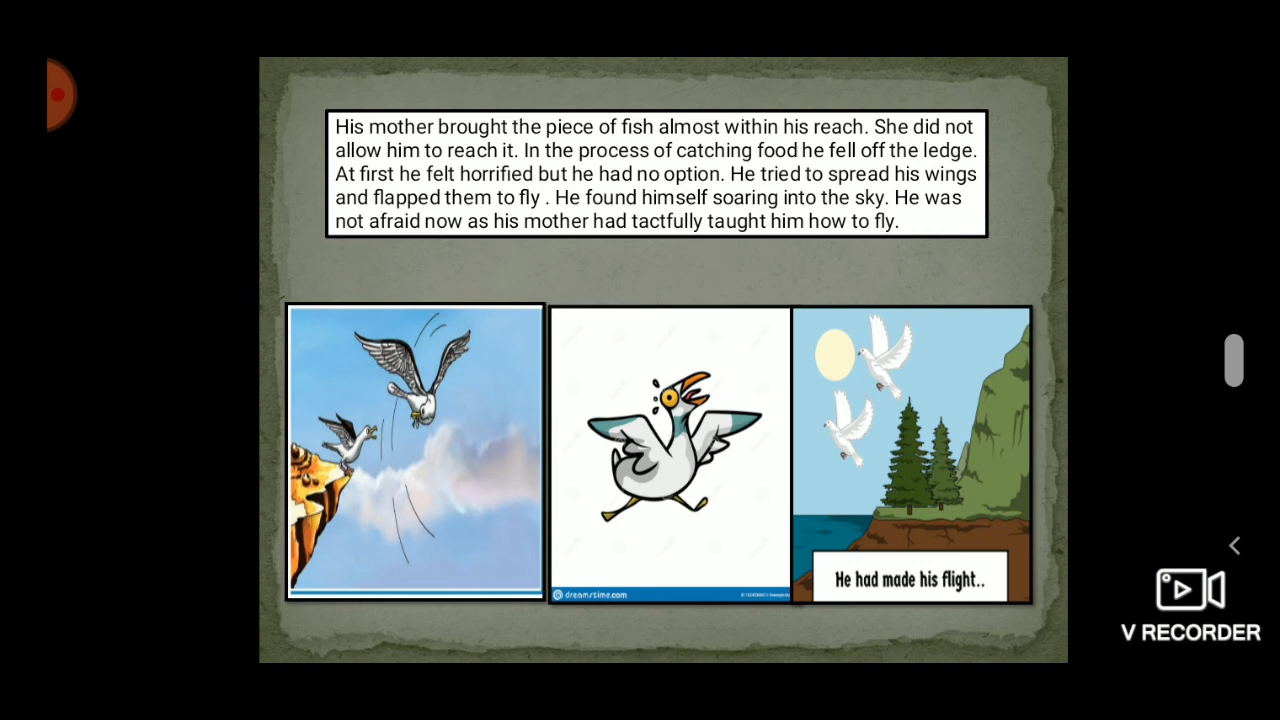 His mother brought the piece of fish almost within his reach. She did not
allow him to reach it. In the process of catching food he fell off the ledge.
At first he felt horrified but he had no option. He tried to spread his wings
and flapped them to fly . He found himself soaring into the sky. He was
not afraid now as his mother had tactfully taught him how to fly.
dreamstime.com
He had made his flight..
V RECORDER